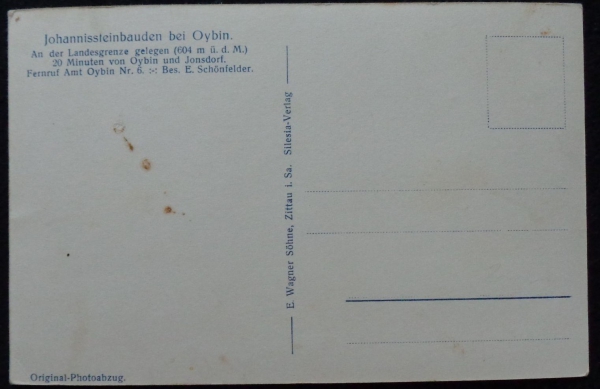 Johannissteinbauden bei Oybin.
An der Landesgrenze gelegen (604 m ü. d. M.)
20 Minuten von Oybin und Jonsdorf.
Fernruf Amt Oybin Nr. 6. :-: Bes. E. Schönfelder.
E. Wagner Söhne, Zittau i. Sa. Silesia-Verlag
Original-Photoabzug.